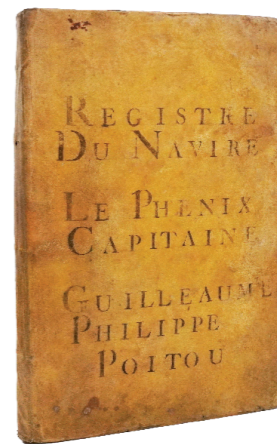 REGISTRE
DU NAVIRE
LE PHENIX
CAPITAINE
GUILLEAUME
PHILIPPE
POITOU